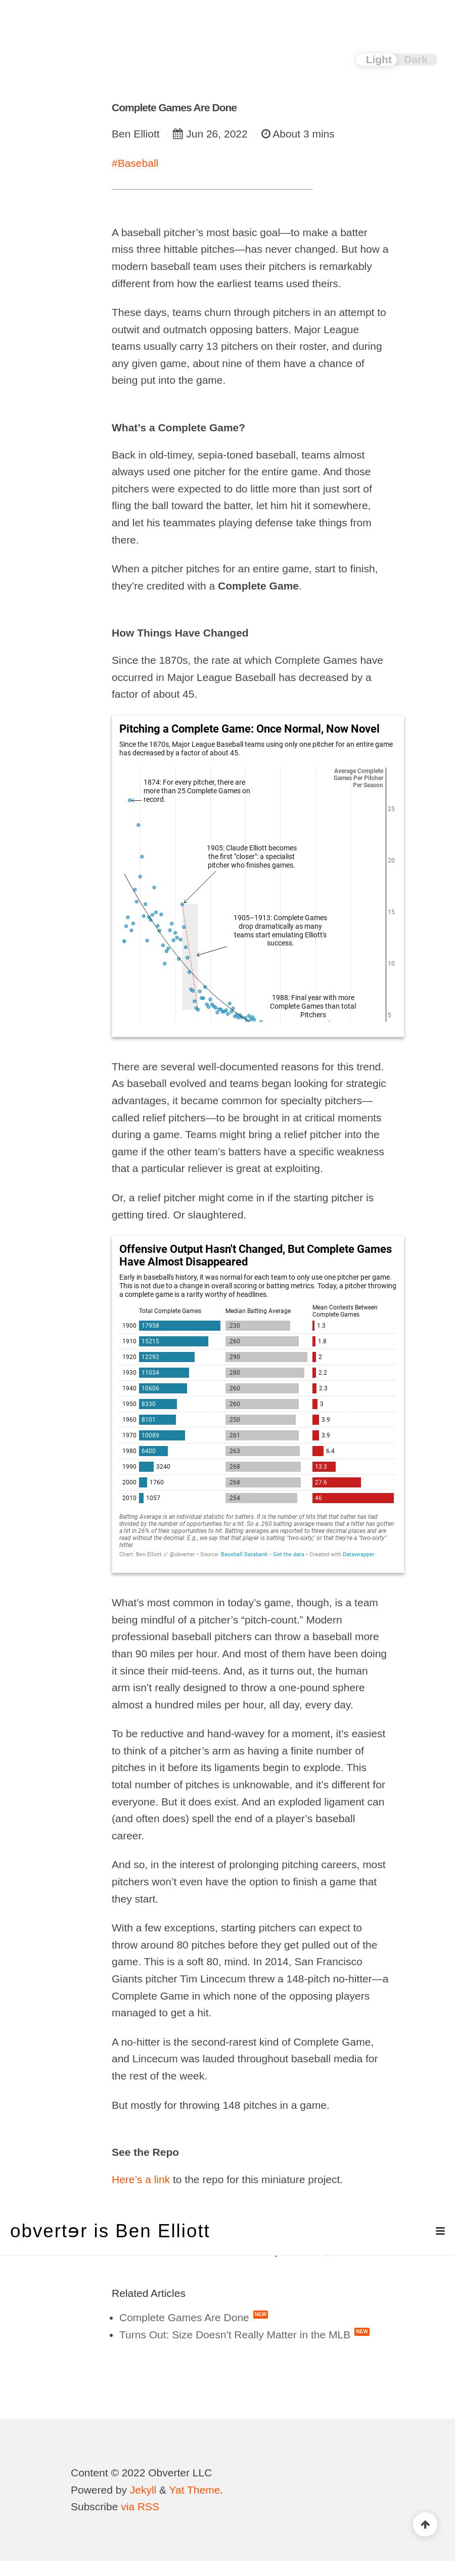 Light Dark
Complete Games Are Done
Ben Elliott Jun 26, 2022 About 3 mins
#Baseball
A baseball pitcher’s most basic goal—to make a batter
miss three hittable pitches—has never changed. But how a
modern baseball team uses their pitchers is remarkably
different from how the earliest teams used theirs.
These days, teams churn through pitchers in an attempt to
outwit and outmatch opposing batters. Major League
teams usually carry 13 pitchers on their roster, and during
any given game, about nine of them have a chance of
being put into the game.
What’s a Complete Game?
Back in old-timey, sepia-toned baseball, teams almost
always used one pitcher for the entire game. And those
pitchers were expected to do little more than just sort of
fling the ball toward the batter, let him hit it somewhere,
and let his teammates playing defense take things from
there.
When a pitcher pitches for an entire game, start to finish,
they’re credited with a Complete Game.
How Things Have Changed
Since the 1870s, the rate at which Complete Games have
occurred in Major League Baseball has decreased by a
factor of about 45.
Pitching a Complete Game: Once Normal, Now Novel
Since the 1870s, Major League Baseball teams using only one pitcher for an entire game
has decreased by a factor of about 45.
Average Complete
Games Per Pitcher
Per Season
1874: For every pitcher, there are
more than 25 Complete Games on
record.
25
1905: Claude Elliott becomes
the first "closer": a specialist
pitcher who finishes games.
20
15
1905–1913: Complete Games
drop dramatically as many
teams start emulating Elliott's
success.
10
1988: Final year with more
Complete Games than total
Pitchers
5
There are several well-documented reasons for this trend.
As baseball evolved and teams began looking for strategic
advantages, it became common for specialty pitchers—
called relief pitchers—to be brought in at critical moments
during a game. Teams might bring a relief pitcher into the
game if the other team’s batters have a specific weakness
that a particular reliever is great at exploiting.
Or, a relief pitcher might come in if the starting pitcher is
getting tired. Or slaughtered.
Offensive Output Hasn't Changed, But Complete Games
Have Almost Disappeared
Early in baseball's history, it was normal for each team to only use one pitcher per game.
This is not due to a change in overall scoring or batting metrics. Today, a pitcher throwing
a complete game is a rarity worthy of headlines.
Total Complete Games Median Batting Average Mean Contests Between
Complete Games
1900 17958 .230 1.3
1910 15215 .260 1.8
1920 12292 .290 2
1930 11034 .280 2.2
1940 10606 .260 2.3
1950 8330 .260 3
1960 8101 .250 3.9
1970 10089 .261 3.9
1980 6400 .263 6.4
1990 3240 .268 13.3
2000 1760 .268 27.6
2010 1057 .254 46
Batting Average is an individual statistic for batters. It is the number of hits that that batter has had
divided by the number of opportunities for a hit. So a .260 batting average means that a hitter has gotten
a hit in 26% of their opportunities to hit. Batting averages are reported to three decimal places and are
read without the decimal. E.g., we say that that player is batting "two-sixty," or that they're a "two-sixty"
hitter.
Chart: Ben Elliott // @obverter • Source: Baseball Databank • Get the data • Created with Datawrapper
What’s most common in today’s game, though, is a team
being mindful of a pitcher’s “pitch-count.” Modern
professional baseball pitchers can throw a baseball more
than 90 miles per hour. And most of them have been doing
it since their mid-teens. And, as it turns out, the human
arm isn’t really designed to throw a one-pound sphere
almost a hundred miles per hour, all day, every day.
To be reductive and hand-wavey for a moment, it’s easiest
to think of a pitcher’s arm as having a finite number of
pitches in it before its ligaments begin to explode. This
total number of pitches is unknowable, and it’s different for
everyone. But it does exist. And an exploded ligament can
(and often does) spell the end of a player’s baseball
career.
And so, in the interest of prolonging pitching careers, most
pitchers won’t even have the option to finish a game that
they start.
With a few exceptions, starting pitchers can expect to
throw around 80 pitches before they get pulled out of the
game. This is a soft 80, mind. In 2014, San Francisco
Giants pitcher Tim Lincecum threw a 148-pitch no-hitter—a
Complete Game in which none of the opposing players
managed to get a hit.
A no-hitter is the second-rarest kind of Complete Game,
and Lincecum was lauded throughout baseball media for
the rest of the week.
But mostly for throwing 148 pitches in a game.
See the Repo
Here’s a link to the repo for this miniature project.
obvertɘr is Ben Elliott
Related Articles
Complete Games Are Done NEW
Turns Out: Size Doesn't Really Matter in the MLB NEW
Content © 2022 Obverter LLC
Powered by Jekyll & Yat Theme.
Subscribe via RSS